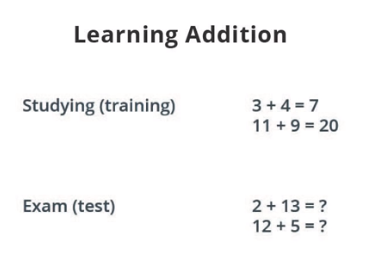 Learning Addition
Studying (training) 3 + 4 = 7
11 + 9 = 20
Exam (test) 2 + 13 = ?
12 + 5 = ?